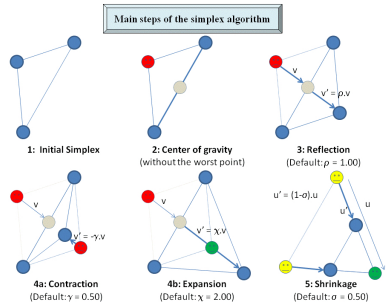 Main steps of the simplex algorithm
1: Initial Simplex
v
2: Center of gravity
(without the worst point)
v
v' = ρ.v
3: Reflection
(Default: ρ = 1.00)
v
v' = -γ.v
4a: Contraction
(Default: γ = 0.50)
v
v' = χ.v
4b: Expansion
(Default: χ = 2.00)
u' = (1-σ).u
u
u'
5: Shrinkage
(Default: σ = 0.50)